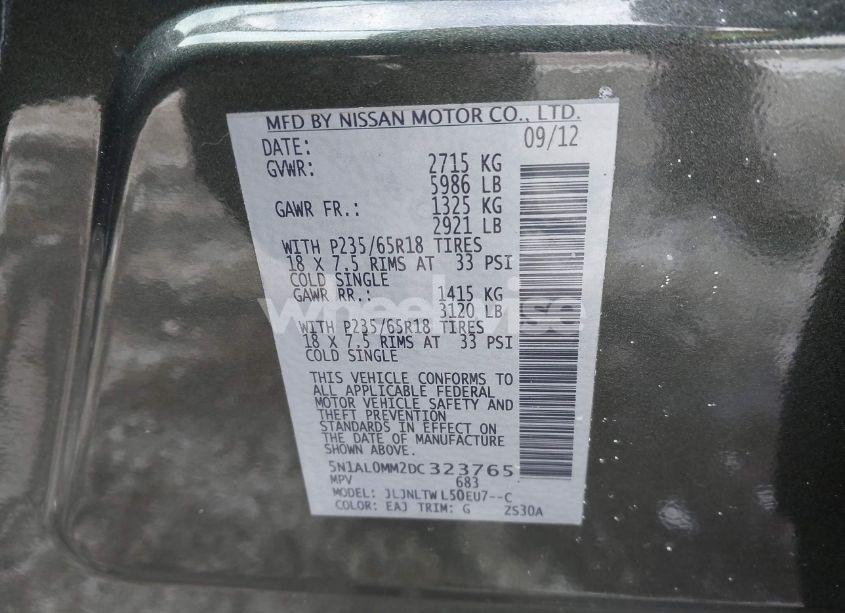 MFD BY NISSAN MOTOR CO., LTD.
DATE: 09/12
GVWR: 2715 KG
5986 LB
GAWR FR.: 1325 KG
2921 LB
WITH P235/65R18 TIRES
18 X 7.5 RIMS AT 33 PSI
COLD SINGLE
GAWR RR.: 1415 KG
3120 LB
WITH P235/65R18 TIRES
18 X 7.5 RIMS AT 33 PSI
COLD SINGLE
THIS VEHICLE CONFORMS TO
ALL APPLICABLE FEDERAL
MOTOR VEHICLE SAFETY AND
THEFT PREVENTION
STANDARDS IN EFFECT ON
THE DATE OF MANUFACTURE
SHOWN ABOVE.
5N1AL0MM2DC323765
MPV 683
MODEL: JLJNLTWL50EU7--C
COLOR: EAJ TRIM: G ZS30A
wheelwise